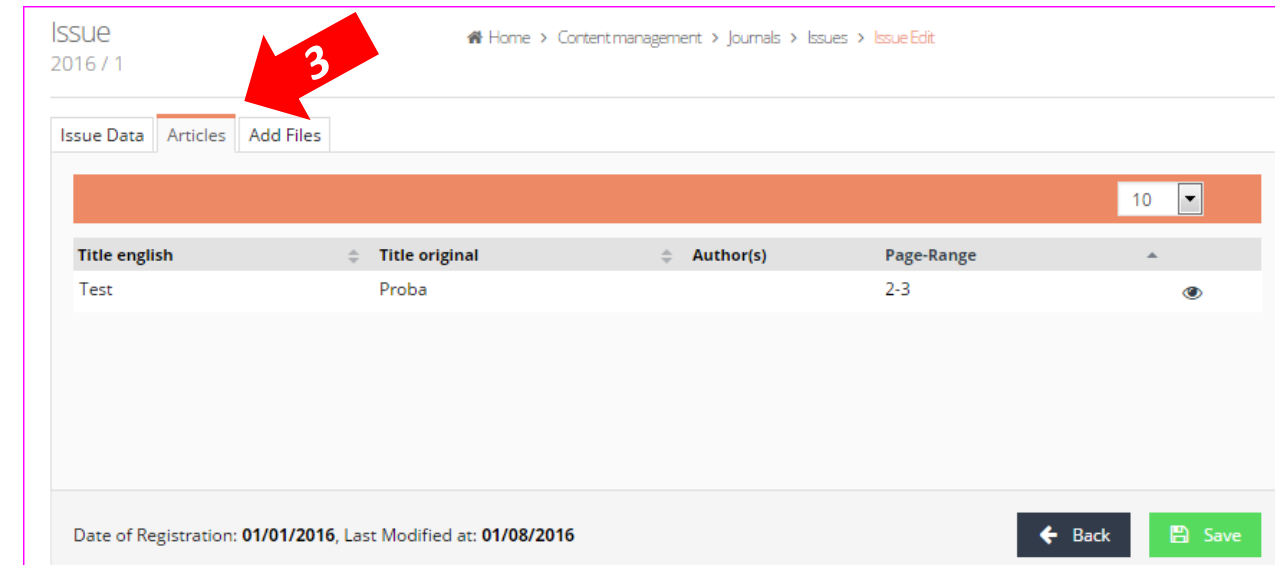 Issue
Home > Content management > Journals > Issues > Issue Edit
2016 / 1
3
Issue Data Articles Add Files
10
Title english Title original Author(s) Page-Range
Test Proba 2-3
Date of Registration: 01/01/2016, Last Modified at: 01/08/2016 Back Save